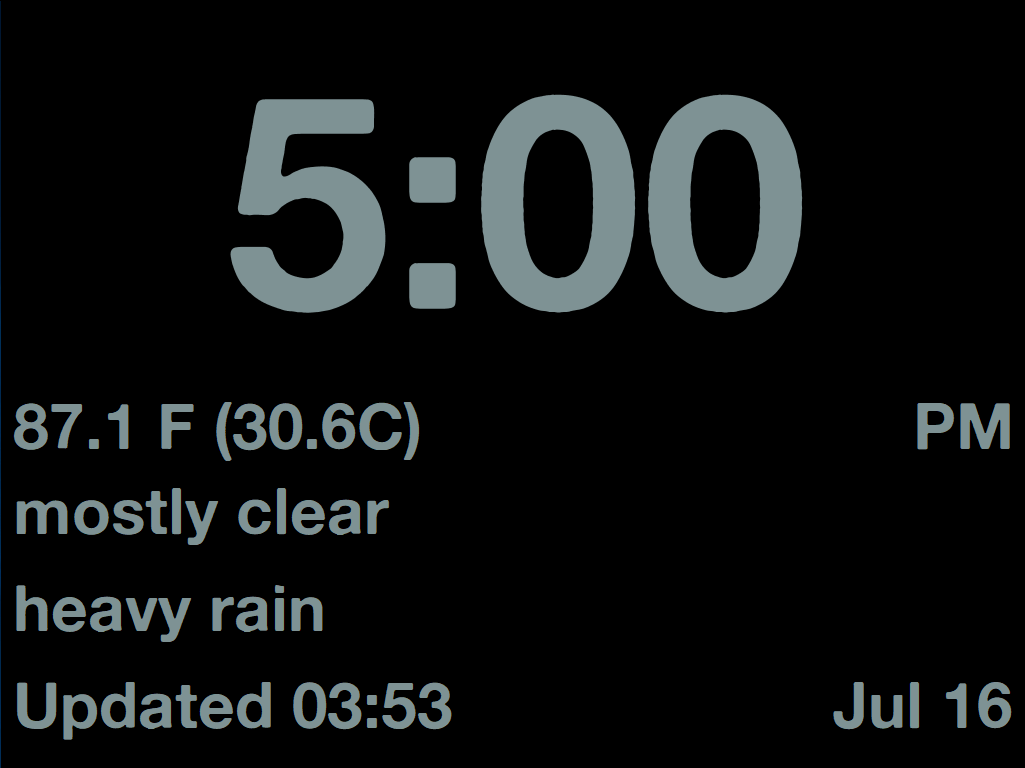 5:00
87.1 F (30.6C) PM
mostly clear
heavy rain
Updated 03:53 Jul 16